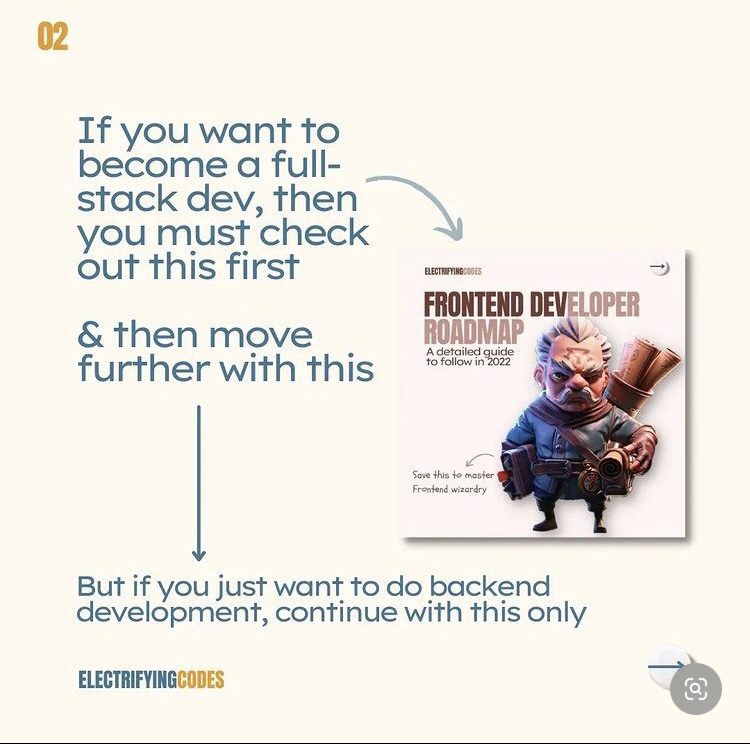 02
If you want to
become a full-
stack dev, then
you must check
out this first
& then move
further with this
ELECTRIFYINGCODES
FRONTEND DEVELOPER
ROADMAP
A detailed guide
to follow in 2022
Save this to master
Frontend wizardry
But if you just want to do backend
development, continue with this only
ELECTRIFYINGCODES